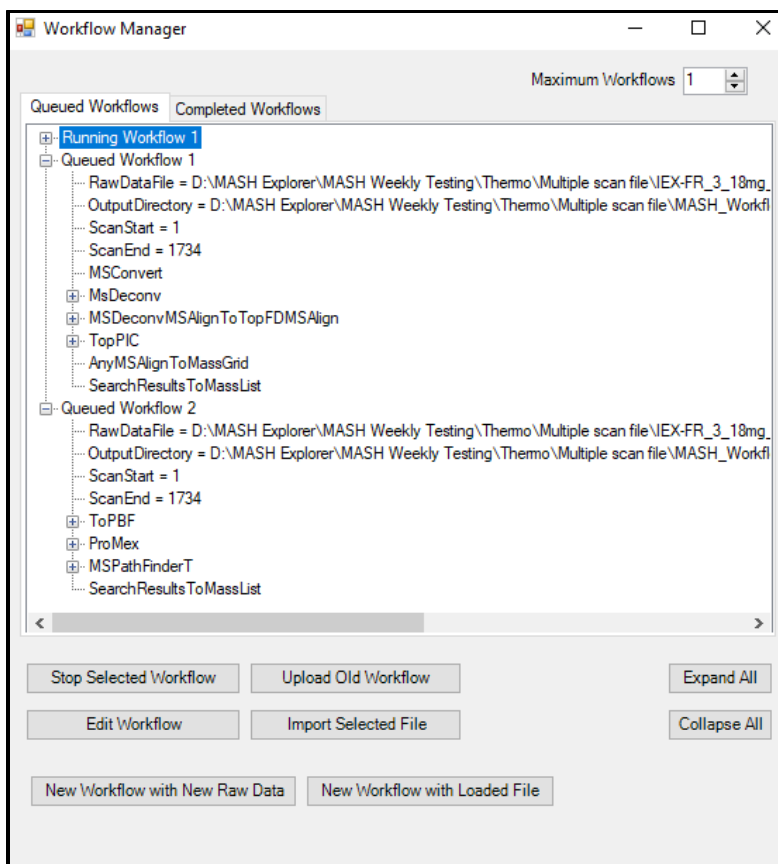 Workflow Manager
Maximum Workflows 1
Queued Workflows Completed Workflows
Running Workflow 1
Queued Workflow 1
RawDataFile = D:\MASH Explorer\MASH Weekly Testing\Thermo\Multiple scan file\IEX-FR_3_18mg_
OutputDirectory = D:\MASH Explorer\MASH Weekly Testing\Thermo\Multiple scan file\MASH_Workfl
ScanStart = 1
ScanEnd = 1734
MSConvert
MsDeconv
MSDeconvMSAlignToTopFDMSAlign
TopPIC
AnyMSAlignToMassGrid
SearchResultsToMassList
Queued Workflow 2
RawDataFile = D:\MASH Explorer\MASH Weekly Testing\Thermo\Multiple scan file\IEX-FR_3_18mg_
OutputDirectory = D:\MASH Explorer\MASH Weekly Testing\Thermo\Multiple scan file\MASH_Workfl
ScanStart = 1
ScanEnd = 1734
ToPBF
ProMex
MSPathFinderT
SearchResultsToMassList
Stop Selected Workflow Upload Old Workflow Expand All
Edit Workflow Import Selected File Collapse All
New Workflow with New Raw Data New Workflow with Loaded File